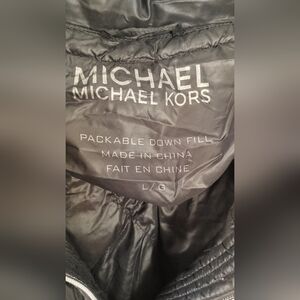 MICHAEL
MICHAEL KORS
PACKABLE DOWN FILL
MADE IN CHINA
FAIT EN CHINE
L/G